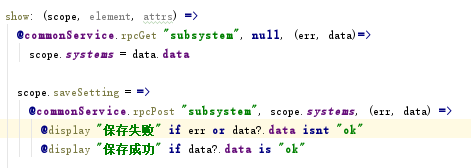 show: (scope, element, attrs) =>
@commonService.rpcGet "subsystem", null, (err, data)=>
scope.systems = data.data
scope.saveSetting = =>
@commonService.rpcPost "subsystem", scope.systems, (err, data) =>
@display "保存失败" if err or data?.data isnt "ok"
@display "保存成功" if data?.data is "ok"